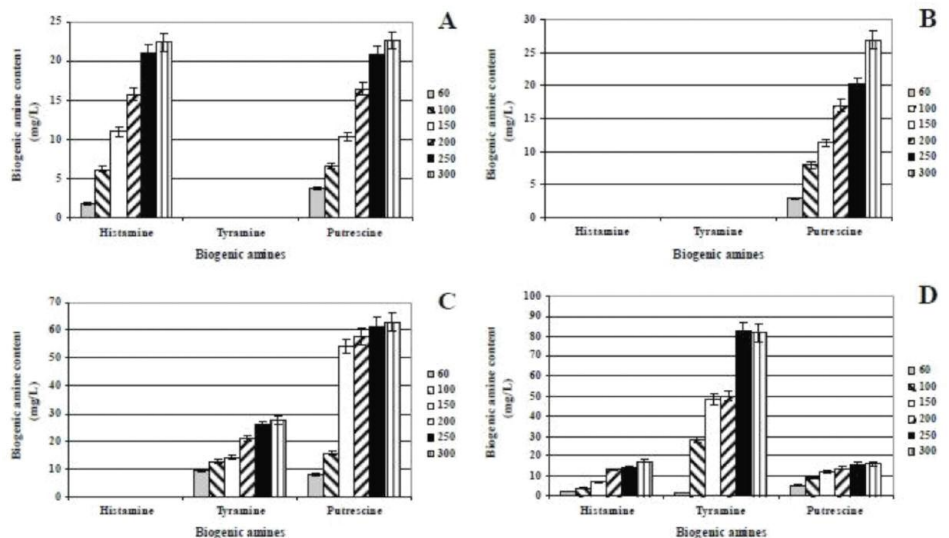 A
Biogenic amine content
(mg/L)
25
20
15
10
5
0
Histamine
Tyramine
Putrescine
Biogenic amines
60
100
150
200
250
300
B
Biogenic amine content
(mg/L)
30
25
20
15
10
5
0
Histamine
Tyramine
Putrescine
Biogenic amines
60
100
150
200
250
300
C
Biogenic amine content
(mg/L)
70
60
50
40
30
20
10
0
Histamine
Tyramine
Putrescine
Biogenic amines
60
100
150
200
250
300
D
Biogenic amine content
(mg/L)
100
90
80
70
60
50
40
30
20
10
0
Histamine
Tyramine
Putrescine
Biogenic amines
60
100
150
200
250
300